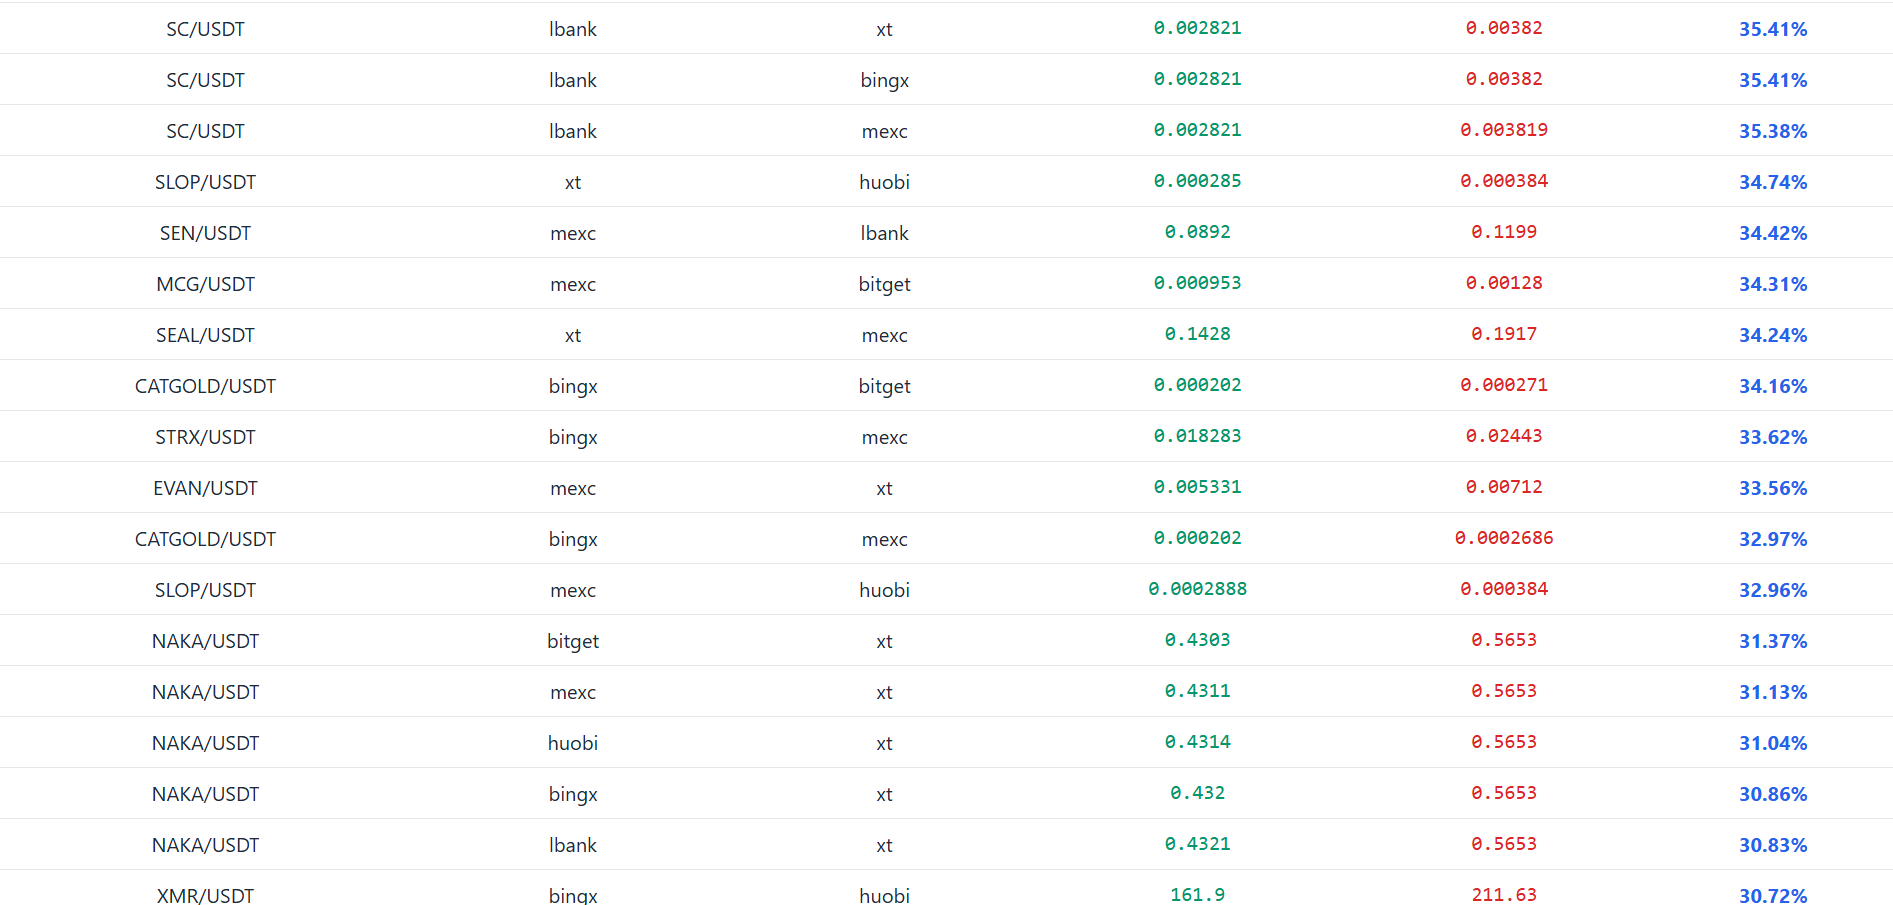 SC/USDT lbank xt 0.002821 0.00382 35.41%
SC/USDT lbank bingx 0.002821 0.00382 35.41%
SC/USDT lbank mexc 0.002821 0.003819 35.38%
SLOP/USDT xt huobi 0.000285 0.000384 34.74%
SEN/USDT mexc lbank 0.0892 0.1199 34.42%
MCG/USDT mexc bitget 0.000953 0.00128 34.31%
SEAL/USDT xt mexc 0.1428 0.1917 34.24%
CATGOLD/USDT bingx bitget 0.000202 0.000271 34.16%
STRX/USDT bingx mexc 0.018283 0.02443 33.62%
EVAN/USDT mexc xt 0.005331 0.00712 33.56%
CATGOLD/USDT bingx mexc 0.000202 0.0002686 32.97%
SLOP/USDT mexc huobi 0.0002888 0.000384 32.96%
NAKA/USDT bitget xt 0.4303 0.5653 31.37%
NAKA/USDT mexc xt 0.4311 0.5653 31.13%
NAKA/USDT huobi xt 0.4314 0.5653 31.04%
NAKA/USDT bingx xt 0.432 0.5653 30.86%
NAKA/USDT lbank xt 0.4321 0.5653 30.83%
XMR/USDT bingx huobi 161.9 211.63 30.72%